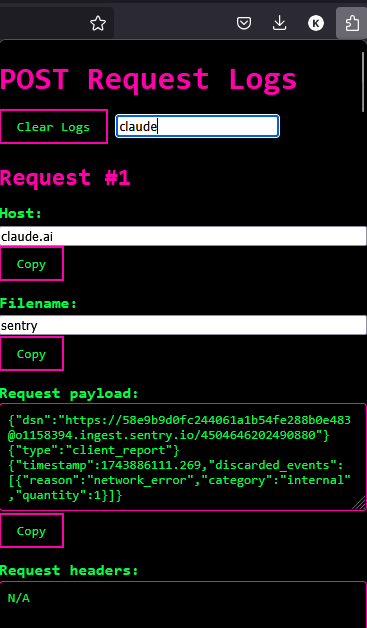 K
POST Request Logs
Clear Logs
claude
Request #1
Host:
claude.ai
Copy
Filename:
sentry
Copy
Request payload:
{"dsn":"https://58e9b9d0fc244061a1b54fe288b0e483
@o1158394.ingest.sentry.io/4504646202490880"}
{"type":"client_report"}
{"timestamp":1743886111.269,"discarded_events":
[{"reason":"network_error","category":"internal"
,"quantity":1}]}
Copy
Request headers:
N/A